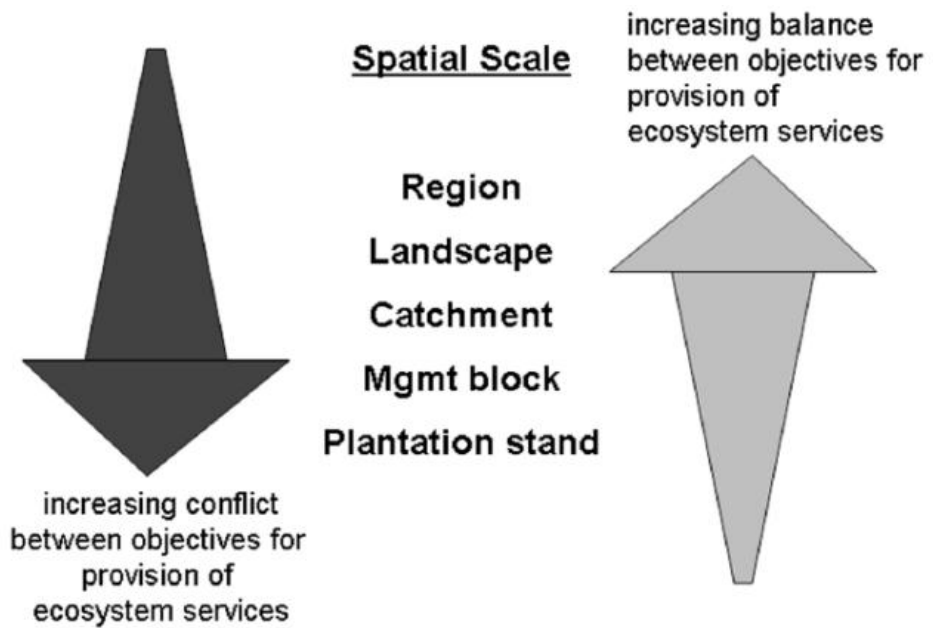 Spatial Scale
increasing balance
between objectives for
provision of
ecosystem services
Region
Landscape
Catchment
Mgmt block
Plantation stand
increasing conflict
between objectives for
provision of
ecosystem services